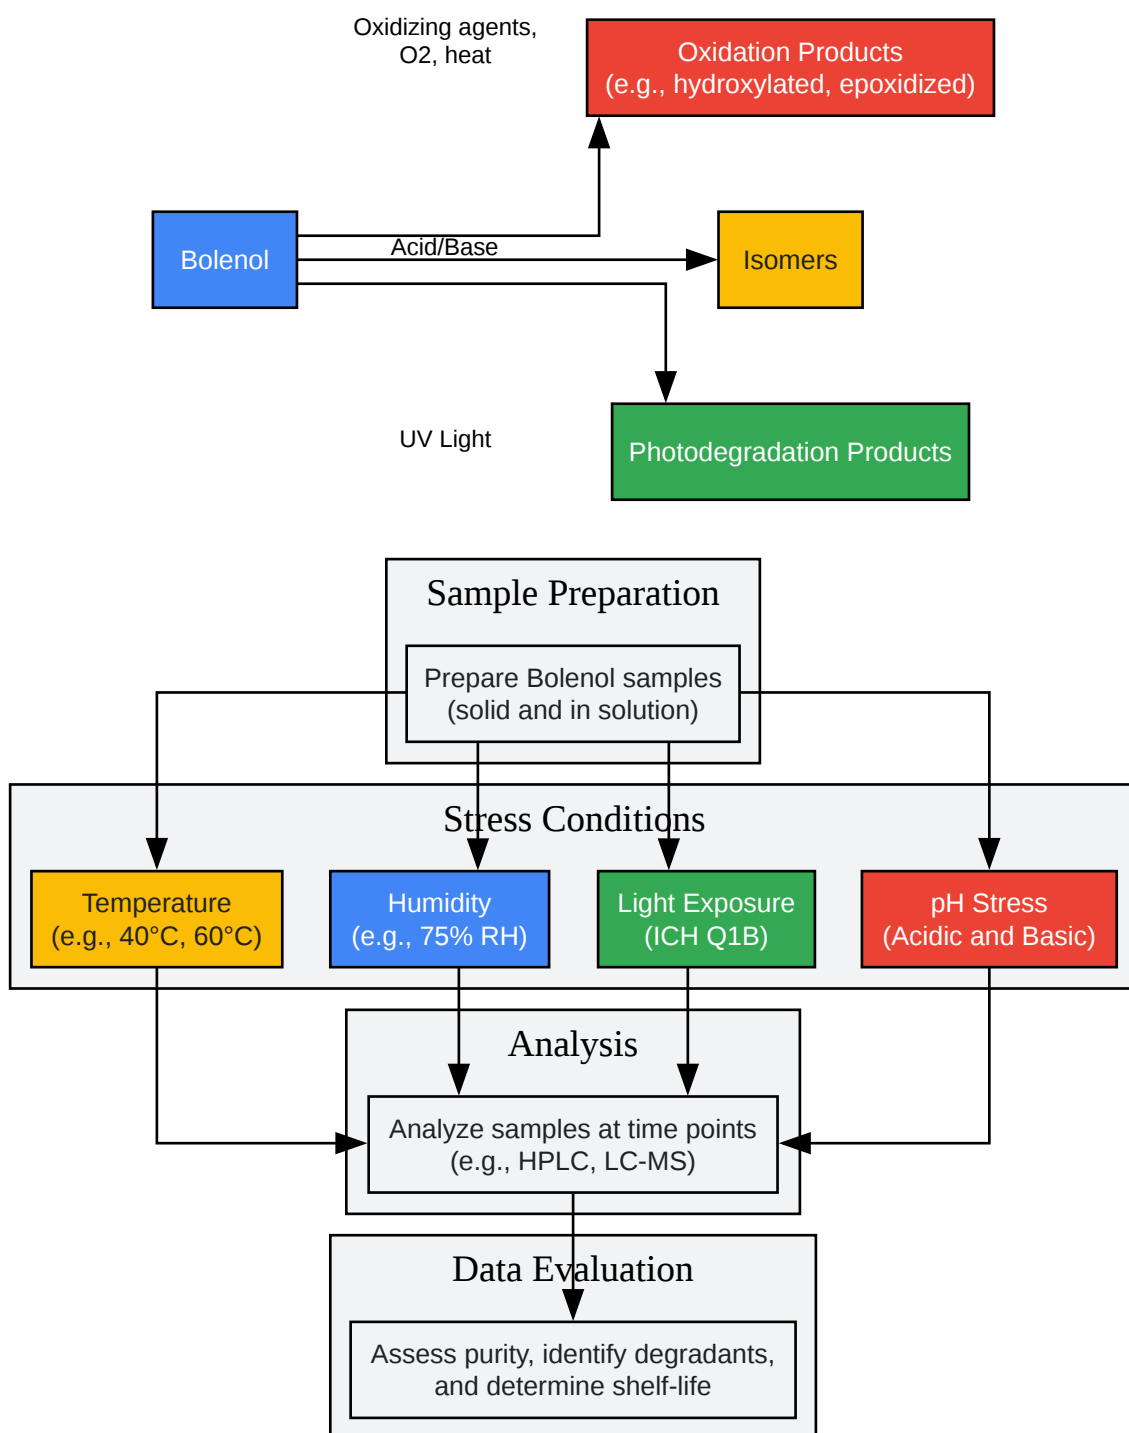 Oxidizing agents,
O2, heat
Oxidation Products
(e.g., hydroxylated, epoxidized)
Bolenol
Acid/Base
Isomers
UV Light
Photodegradation Products
Sample Preparation
Prepare Bolenol samples
(solid and in solution)
Stress Conditions
Temperature
(e.g., 40°C, 60°C)
Humidity
(e.g., 75% RH)
Light Exposure
(ICH Q1B)
pH Stress
(Acidic and Basic)
Analysis
Analyze samples at time points
(e.g., HPLC, LC-MS)
Data Evaluation
Assess purity, identify degradants,
and determine shelf-life